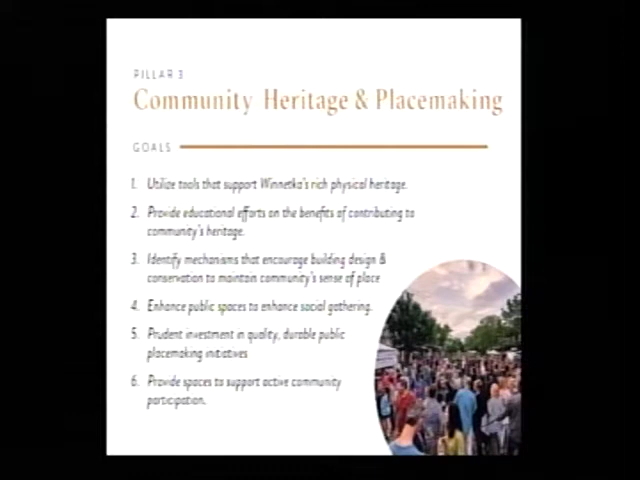 PILLAR 3
Community Heritage & Placemaking
GOALS
1. Utilize tools that support Winnetka's rich physical heritage.
2. Provide educational efforts on the benefits of contributing to
community's heritage.
3. Identify mechanisms that encourage building design &
conservation to maintain community's sense of place
4. Enhance public spaces to enhance social gathering.
5. Prudent investment in quality, durable public
placemaking initiatives
6. Provide spaces to support active community
participation.